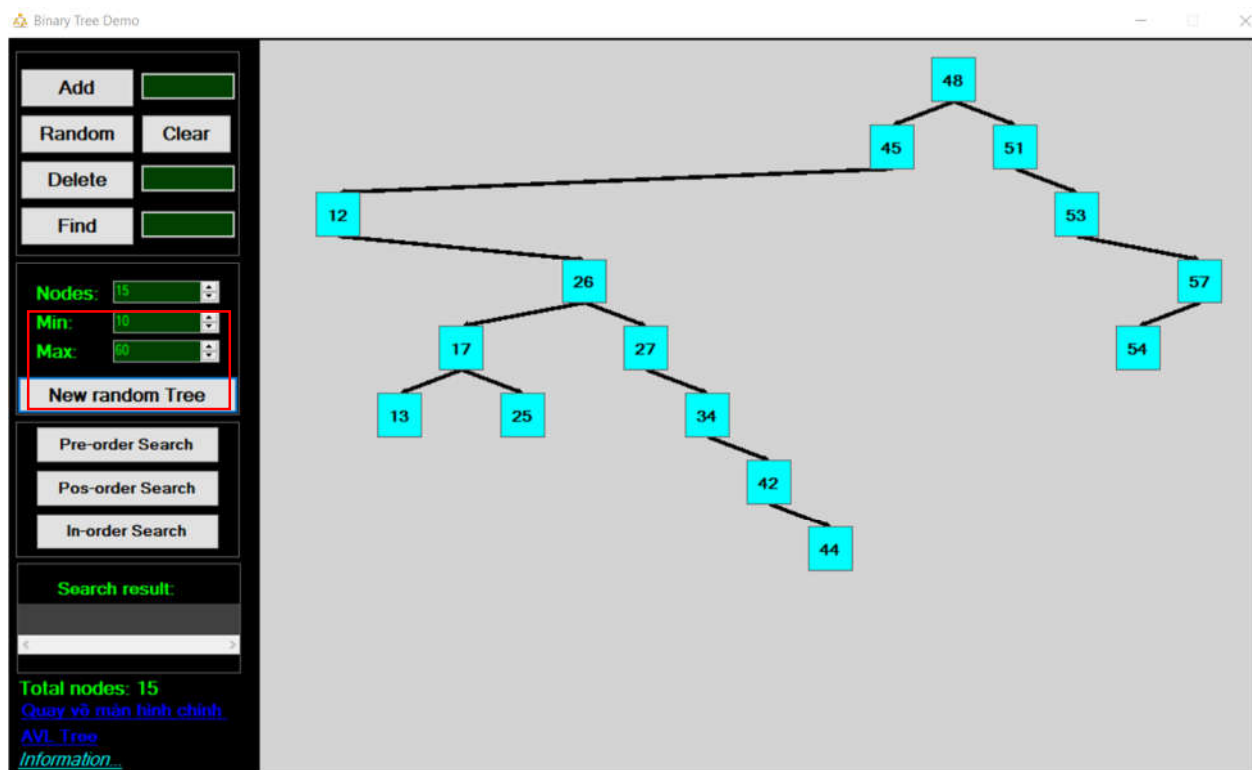 Binary Tree Demo
Add
Random Clear
Delete
Find
Nodes: 15
Min: 10
Max: 60
New random Tree
Pre-order Search
Pos-order Search
In-order Search
Search result:
Total nodes: 15
Quay võ màn hình chính
AVL Tree
Information...
48
45 51
12 53
26 57
17 27 54
13 25 34
42
44